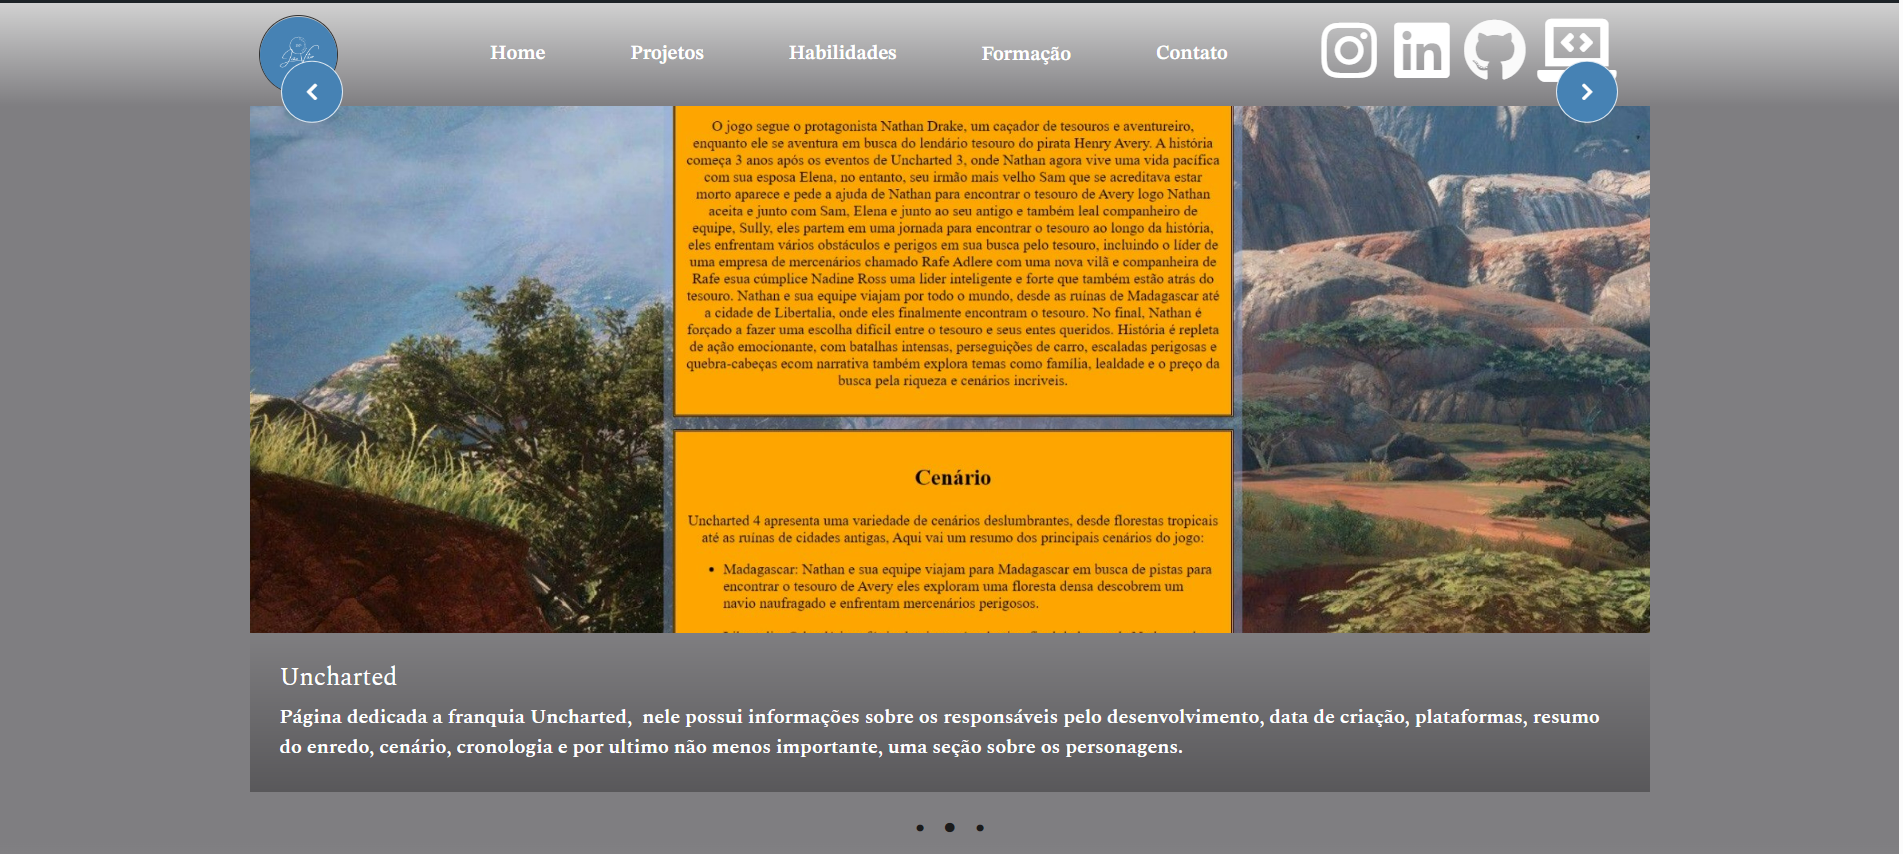 Home
Projetos
Habilidades
Formação
Contato
O jogo segue o protagonista Nathan Drake, um caçador de tesouros e aventureiro,
enquanto ele se aventura em busca do lendário tesouro do pirata Henry Avery. A história
começa 3 anos após os eventos de Uncharted 3, onde Nathan agora vive uma vida pacífica
com sua esposa Elena, no entanto, seu irmão mais velho Sam que se acreditava estar
morto aparece e pede a ajuda de Nathan para encontrar o tesouro de Avery logo Nathan
aceita e junto com Sam, Elena e junto ao seu antigo e também leal companheiro de
equipe, Sully, eles partem em uma jornada para encontrar o tesouro ao longo da história,
eles enfrentam vários obstáculos e perigos em sua busca pelo tesouro, incluindo o líder de
uma empresa de mercenários chamado Rafe Adlere com uma nova vilã e companheira de
Rafe esua cúmplice Nadine Ross uma líder inteligente e forte que também estão atrás do
tesouro. Nathan e sua equipe viajam por todo o mundo, desde as ruínas de Madagascar até
a cidade de Libertalia, onde eles finalmente encontram o tesouro. No final, Nathan é
forçado a fazer uma escolha difícil entre o tesouro e seus entes queridos. História é repleta
de ação emocionante, com batalhas intensas, perseguições de carro, escaladas perigosas e
quebra-cabeças ecom narrativa também explora temas como família, lealdade e o preço da
busca pela riqueza e cenários incriveis.
Cenário
Uncharted 4 apresenta uma variedade de cenários deslumbrantes, desde florestas tropicais
até as ruínas de cidades antigas, Aqui vai um resumo dos principais cenários do jogo:
• Madagascar: Nathan e sua equipe viajam para Madagascar em busca de pistas para
encontrar o tesouro de Avery eles exploram uma floresta densa descobrem um
navio naufragado e enfrentam mercenários perigosos.
Uncharted
Página dedicada a franquia Uncharted, nele possui informações sobre os responsáveis pelo desenvolvimento, data de criação, plataformas, resumo
do enredo, cenário, cronologia e por ultimo não menos importante, uma seção sobre os personagens.